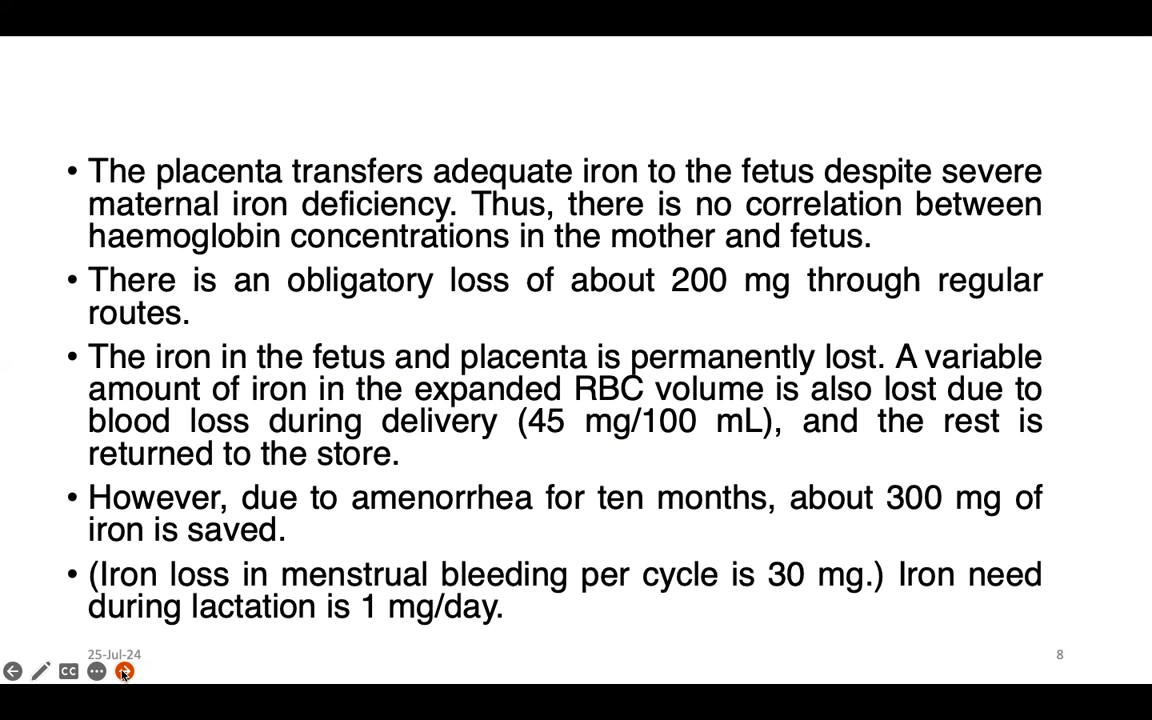 • The placenta transfers adequate iron to the fetus despite severe
maternal iron deficiency. Thus, there is no correlation between
haemoglobin concentrations in the mother and fetus.
• There is an obligatory loss of about 200 mg through regular
routes.
• The iron in the fetus and placenta is permanently lost. A variable
amount of iron in the expanded RBC volume is also lost due to
blood loss during delivery (45 mg/100 mL), and the rest is
returned to the store.
• However, due to amenorrhea for ten months, about 300 mg of
iron is saved.
• (Iron loss in menstrual bleeding per cycle is 30 mg.) Iron need
during lactation is 1 mg/day.
25-Jul-24
8
CC